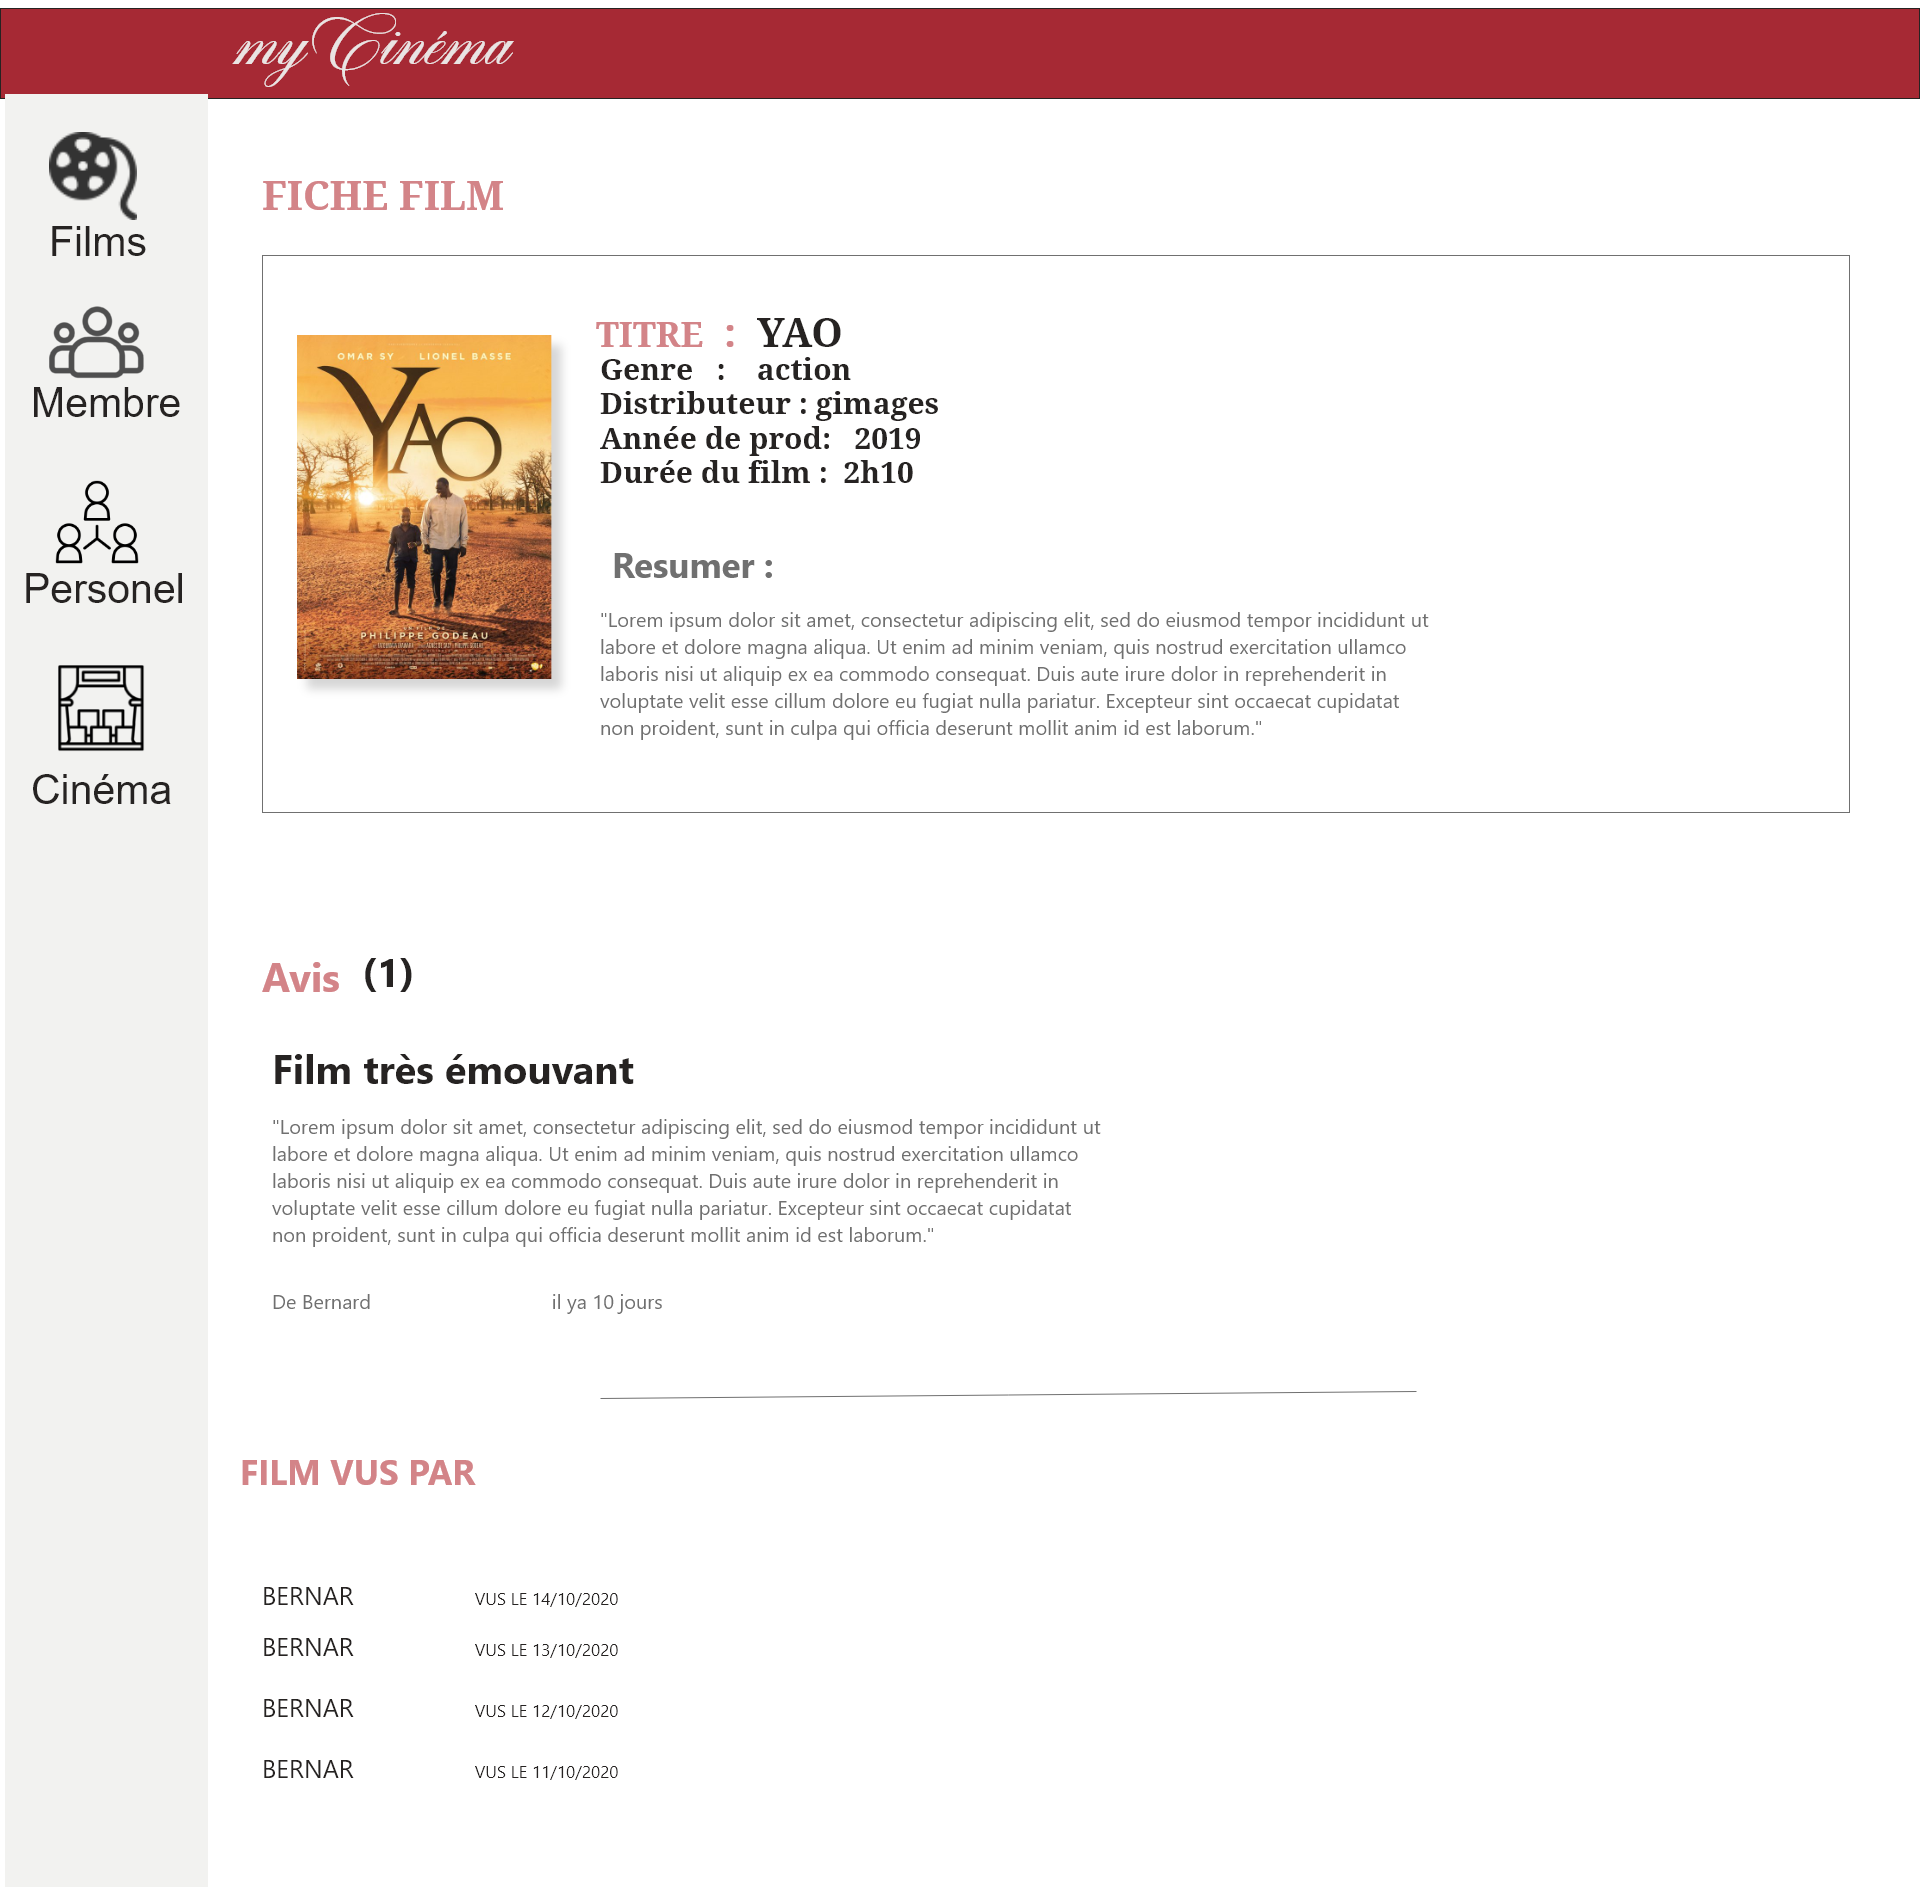 my Cinéma
Films
Membre
Personel
Cinéma
FICHE FILM
OMAR SY LIONEL BASSE
YAO
UN FILM DE
PHILIPPE GODEAU
TITRE : YAO
Genre : action
Distributeur : gimages
Année de prod: 2019
Durée du film : 2h10
Resumer :
"Lorem ipsum dolor sit amet, consectetur adipiscing elit, sed do eiusmod tempor incididunt ut
labore et dolore magna aliqua. Ut enim ad minim veniam, quis nostrud exercitation ullamco
laboris nisi ut aliquip ex ea commodo consequat. Duis aute irure dolor in reprehenderit in
voluptate velit esse cillum dolore eu fugiat nulla pariatur. Excepteur sint occaecat cupidatat
non proident, sunt in culpa qui officia deserunt mollit anim id est laborum."
Avis (1)
Film très émouvant
"Lorem ipsum dolor sit amet, consectetur adipiscing elit, sed do eiusmod tempor incididunt ut
labore et dolore magna aliqua. Ut enim ad minim veniam, quis nostrud exercitation ullamco
laboris nisi ut aliquip ex ea commodo consequat. Duis aute irure dolor in reprehenderit in
voluptate velit esse cillum dolore eu fugiat nulla pariatur. Excepteur sint occaecat cupidatat
non proident, sunt in culpa qui officia deserunt mollit anim id est laborum."
De Bernard il ya 10 jours
FILM VUS PAR
BERNAR VUS LE 14/10/2020
BERNAR VUS LE 13/10/2020
BERNAR VUS LE 12/10/2020
BERNAR VUS LE 11/10/2020